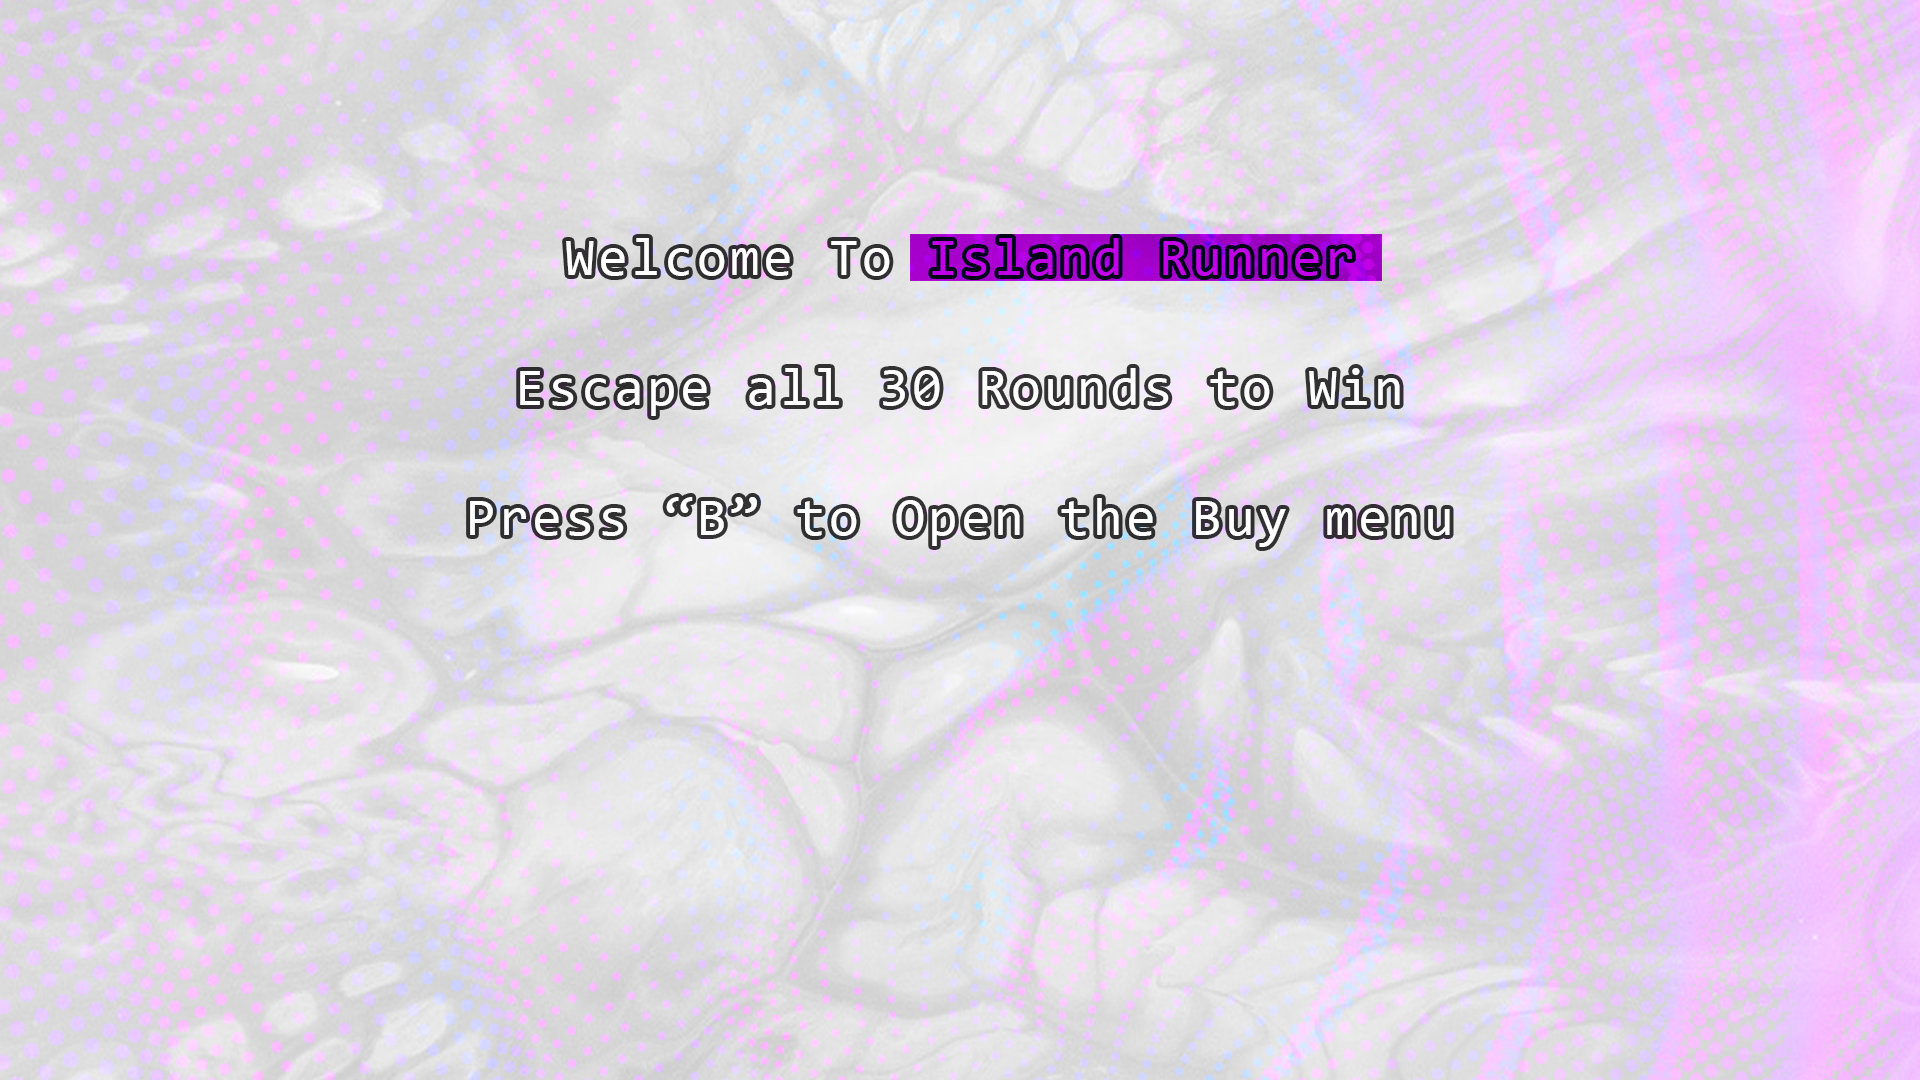 Welcome To Island Runner
Escape all 30 Rounds to Win
Press “B” to Open the Buy menu